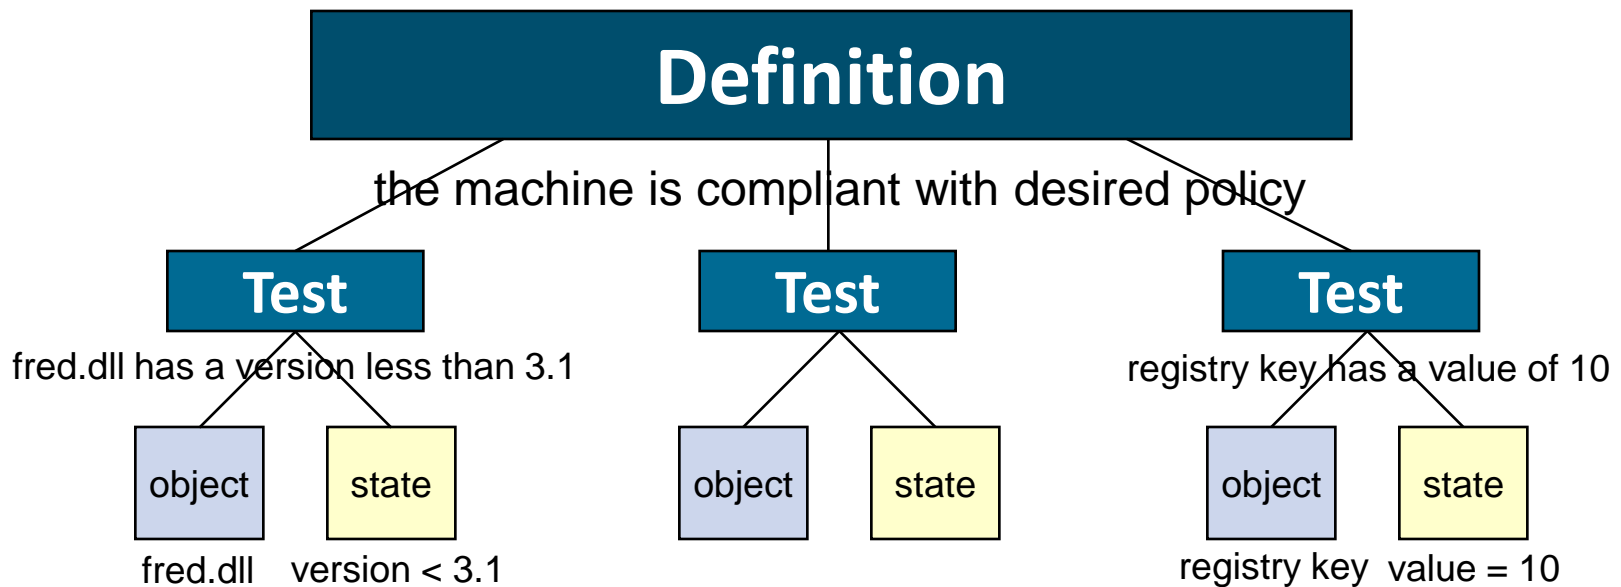 Definition
the machine is compliant with desired policy
Test
Test
Test
fred.dll has a version less than 3.1
registry key has a value of 10
object
state
object
state
object
state
fred.dll
version < 3.1
registry key
value = 10